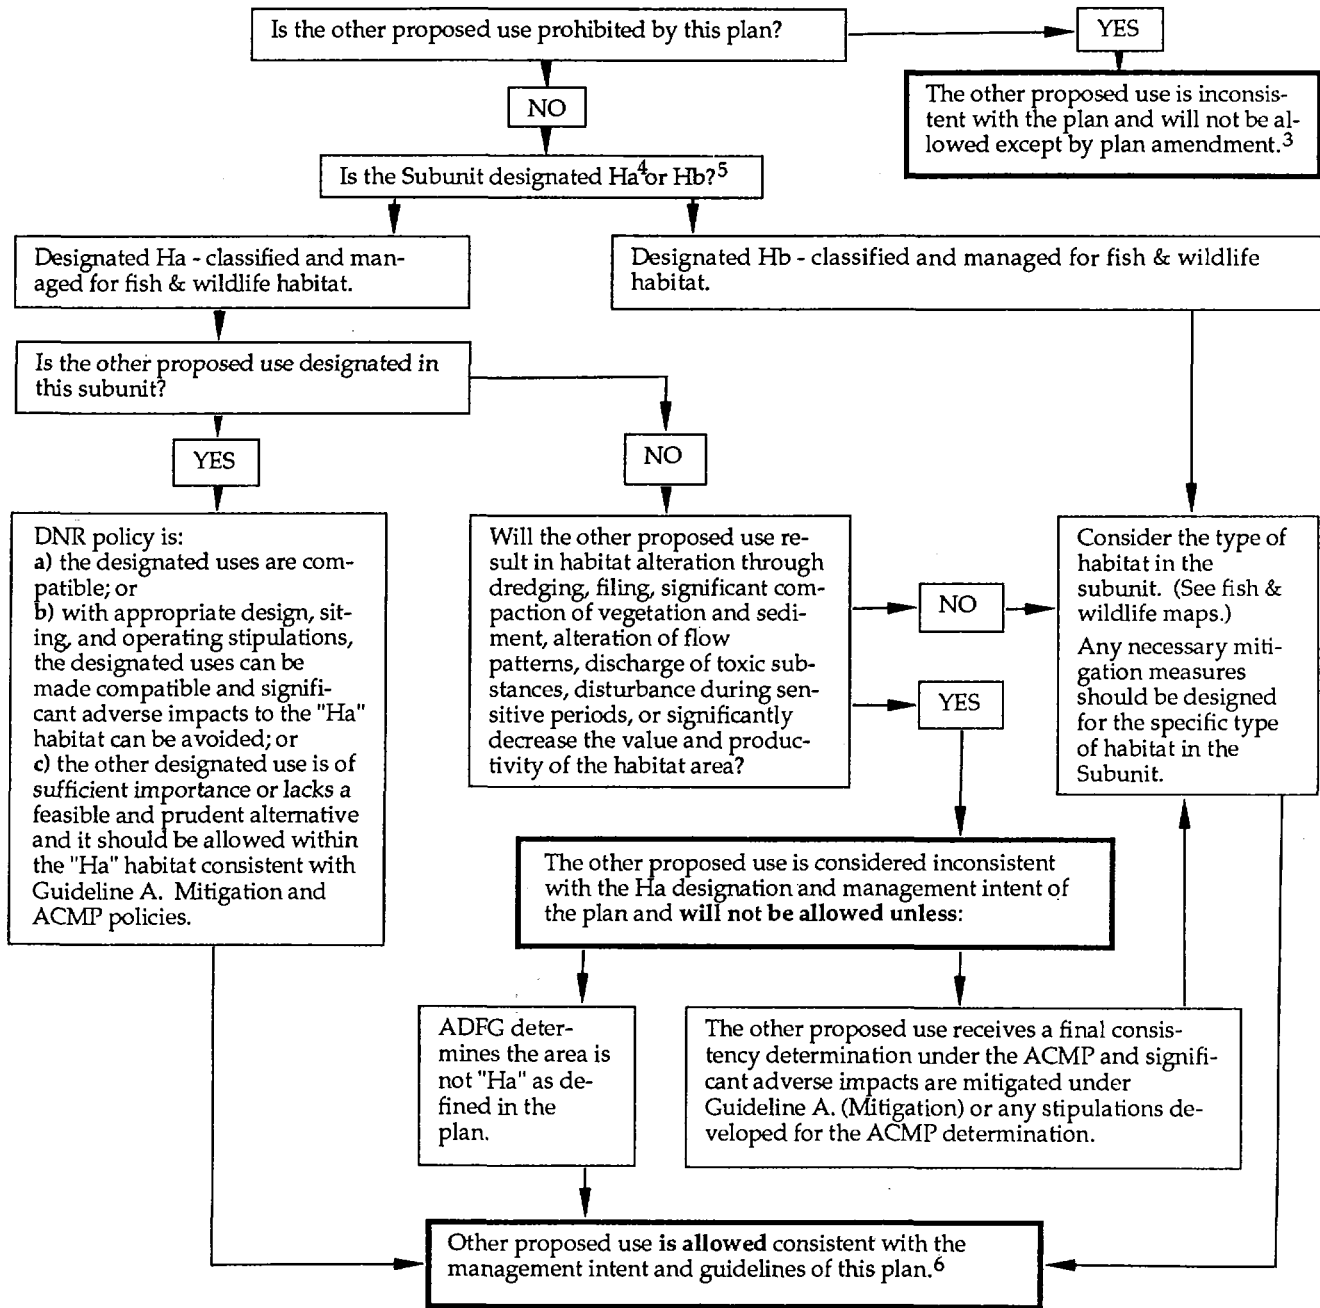 Is the other proposed use prohibited by this plan?
YES
The other proposed use is inconsis-
tent with the plan and will not be al-
lowed except by plan amendment.3
NO
Is the Subunit designated Ha4or Hb?5
Designated Ha - classified and man-
aged for fish & wildlife habitat.
Designated Hb - classified and managed for fish & wildlife
habitat.
Is the other proposed use designated in
this subunit?
YES
NO
DNR policy is:
a) the designated uses are com-
patible; or
b) with appropriate design, sit-
ing, and operating stipulations,
the designated uses can be
made compatible and signifi-
cant adverse impacts to the "Ha"
habitat can be avoided; or
c) the other designated use is of
sufficient importance or lacks a
feasible and prudent alternative
and it should be allowed within
the "Ha" habitat consistent with
Guideline A. Mitigation and
ACMP policies.
Will the other proposed use re-
sult in habitat alteration through
dredging, filing, significant com-
paction of vegetation and sedi-
ment, alteration of flow
patterns, discharge of toxic sub-
stances, disturbance during sen-
sitive periods, or significantly
decrease the value and produc-
tivity of the habitat area?
NO
YES
Consider the type of
habitat in the
subunit. (See fish &
wildlife maps.)
Any necessary miti-
gation measures
should be designed
for the specific type
of habitat in the
Subunit.
The other proposed use is considered inconsistent
with the Ha designation and management intent of
the plan and will not be allowed unless:
ADFG deter-
mines the area is
not "Ha" as de-
fined in the
plan.
The other proposed use receives a final consis-
tency determination under the ACMP and signifi-
cant adverse impacts are mitigated under
Guideline A. (Mitigation) or any stipulations de-
veloped for the ACMP determination.
Other proposed use is allowed consistent with the
management intent and guidelines of this plan.6